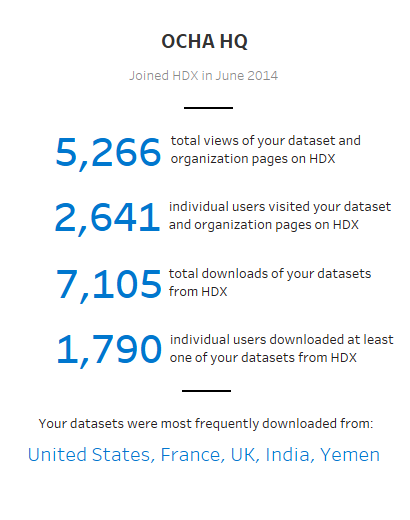 OCHA HQ
Joined HDX in June 2014
5,266
total views of your dataset and
organization pages on HDX
2,641
individual users visited your dataset
and organization pages on HDX
7,105
total downloads of your datasets
from HDX
1,790
individual users downloaded at least
one of your datasets from HDX
Your datasets were most frequently downloaded from:
United States, France, UK, India, Yemen